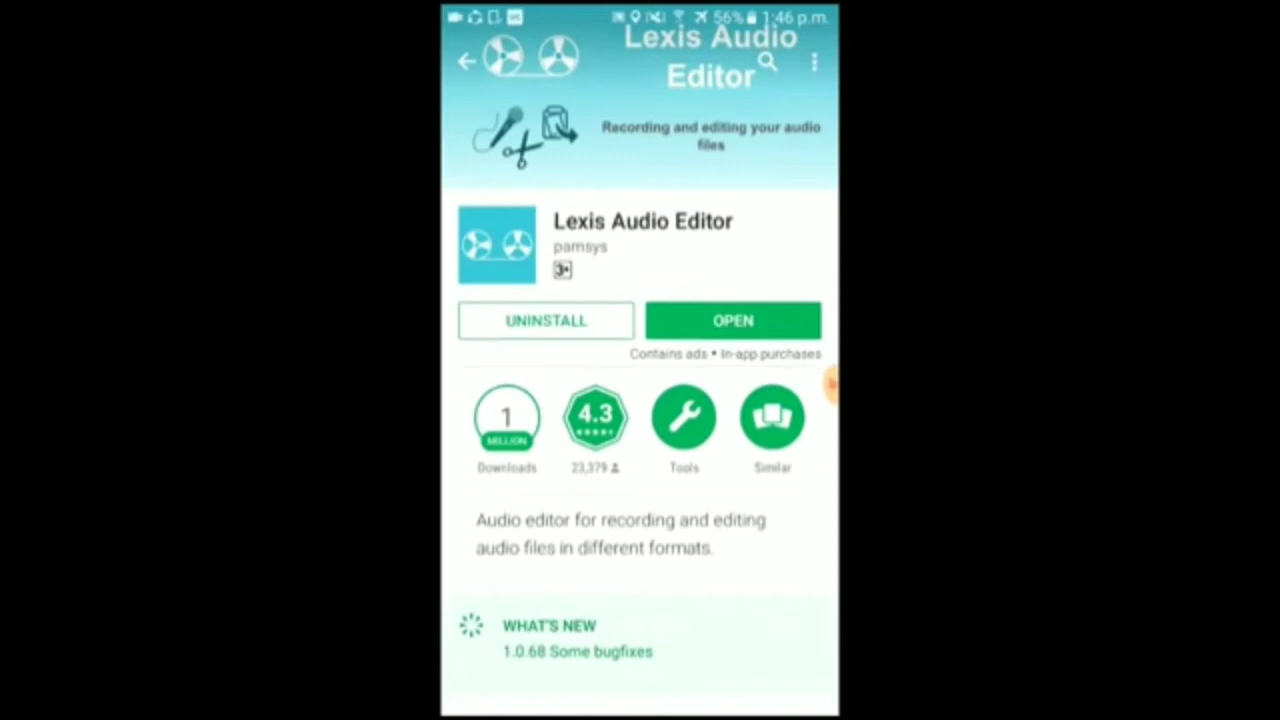 56% 1:46 p.m.
Lexis Audio
Editor
Recording and editing your audio
files
Lexis Audio Editor
pamsys
3+
UNINSTALL
OPEN
Contains ads • In-app purchases
1
MILLION
Downloads
4.3
23,379
Tools
Similar
Audio editor for recording and editing
audio files in different formats.
WHAT'S NEW
1.0.68 Some bugfixes